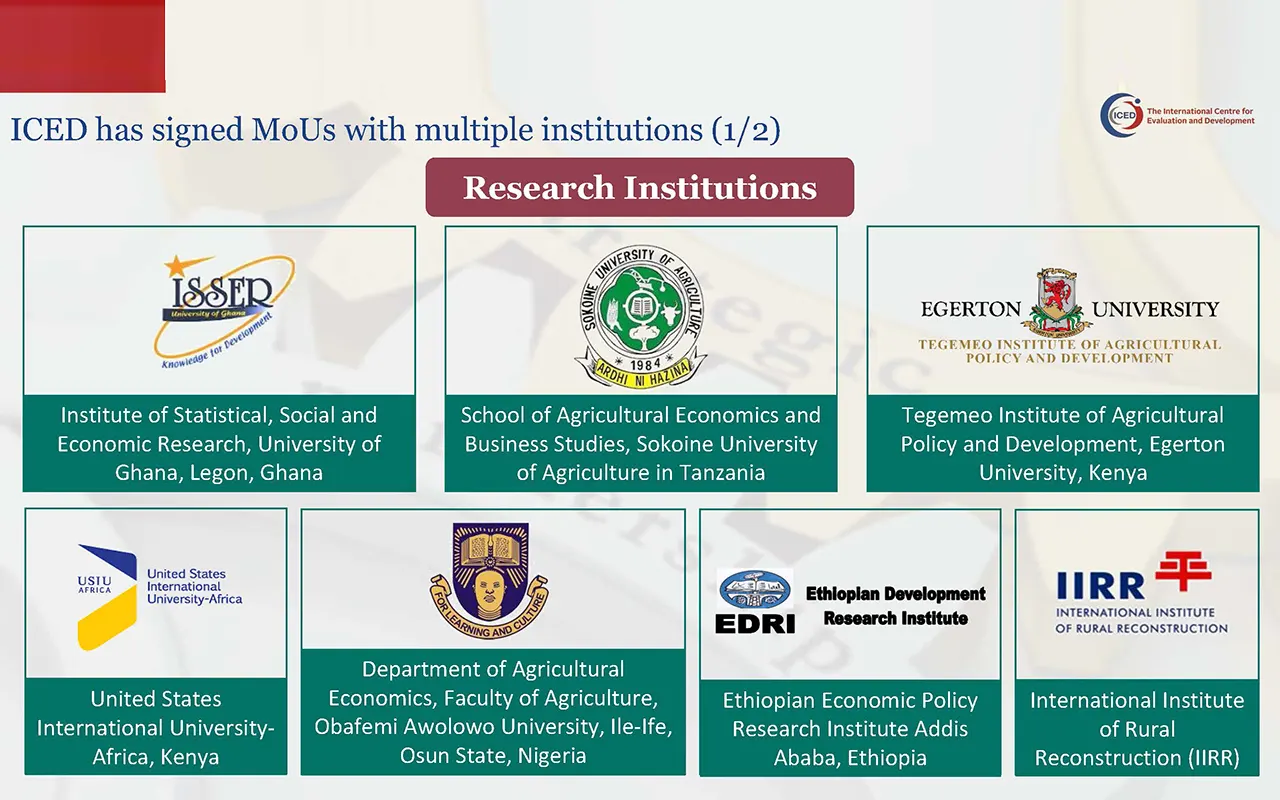 ICED has signed MoUs with multiple institutions (1/2)
ICED
The International Centre for
Evaluation and Development
Research Institutions
ISSER
University of Ghana
Knowledge for Development
Institute of Statistical, Social and
Economic Research, University of
Ghana, Legon, Ghana
SOKOINE UNIVERSITY OF AGRICULTURE
* 1984 *
ARDHI NI HAZINA
School of Agricultural Economics and
Business Studies, Sokoine University
of Agriculture in Tanzania
EGERTON UNIVERSITY
TEGEMEO INSTITUTE OF AGRICULTURAL
POLICY AND DEVELOPMENT
Tegemeo Institute of Agricultural
Policy and Development, Egerton
University, Kenya
USIU
AFRICA
United States
International
University-Africa
United States
International University-
Africa, Kenya
FOR LEARNING AND CULTURE
Department of Agricultural
Economics, Faculty of Agriculture,
Obafemi Awolowo University, Ile-Ife,
Osun State, Nigeria
EDRI
Ethiopian Development
Research Institute
Ethiopian Economic Policy
Research Institute Addis
Ababa, Ethiopia
IIRR
INTERNATIONAL INSTITUTE
OF RURAL RECONSTRUCTION
International Institute
of Rural
Reconstruction (IIRR)